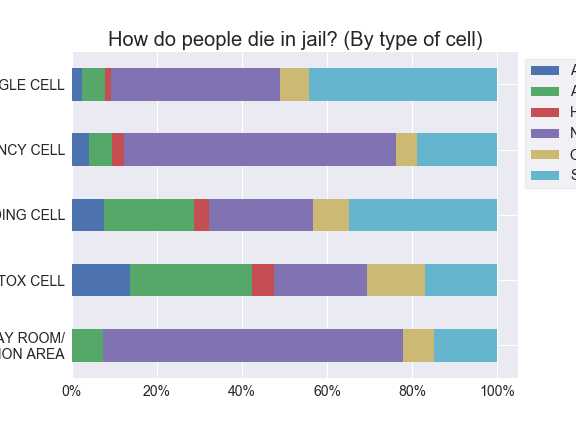 How do people die in jail? (By type of cell)
GLE CELL
NCY CELL
DING CELL
TOX CELL
AY ROOM/
ION AREA
0% 20% 40% 60% 80% 100%
A
A
H
N
O
S